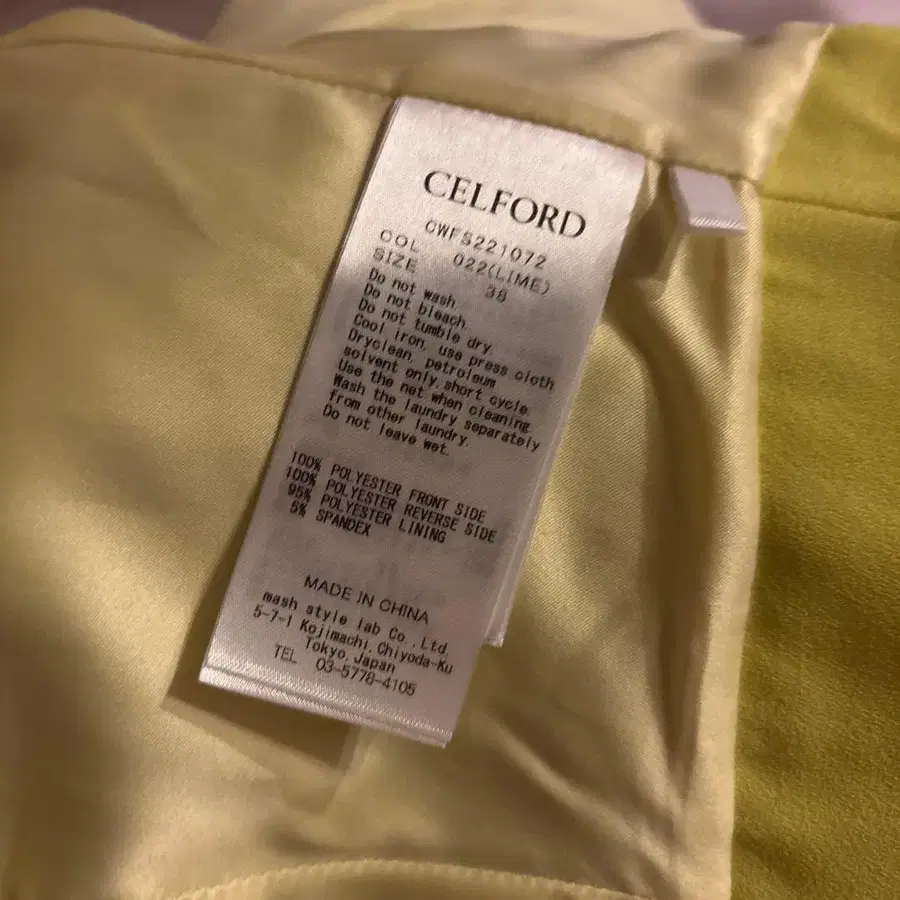 CELFORD
CWFS221072
COL 022(LIME)
SIZE 38
Do not wash.
Do not bleach.
Do not tumble dry.
Cool iron, use press cloth
Dryclean, petroleum
solvent only,short cycle.
Use the net when cleaning.
Wash the laundry separately
from other laundry.
Do not leave wet.
100% POLYESTER FRONT SIDE
100% POLYESTER REVERSE SIDE
95% POLYESTER LINING
5% SPANDEX
MADE IN CHINA
mash style lab Co., Ltd.
5-7-1 Kojimachi,Chiyoda-Ku
Tokyo,Japan
TEL 03-5778-4105